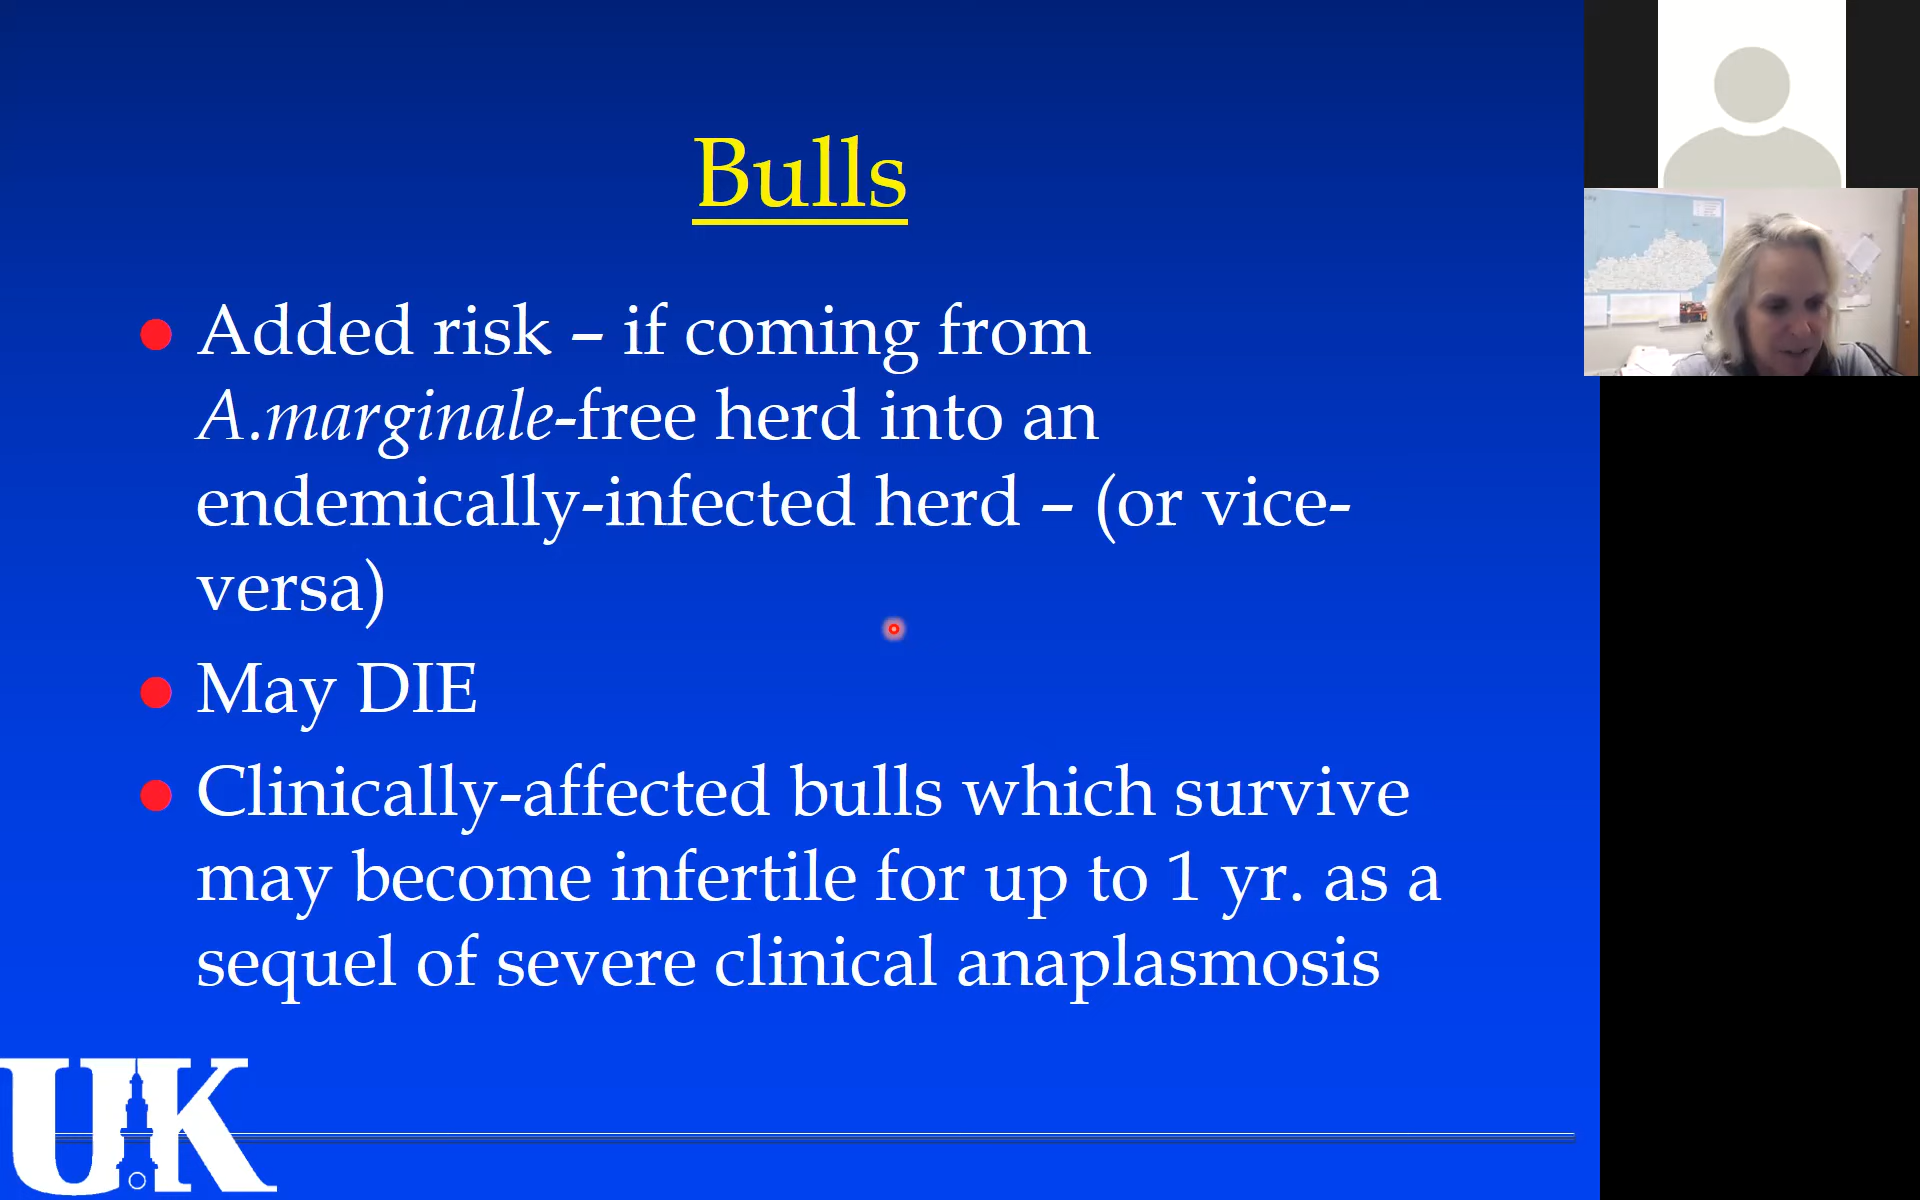 Bulls
Added risk – if coming from
A.marginale-free herd into an
endemically-infected herd – (or vice-
versa)
May DIE
Clinically-affected bulls which survive
may become infertile for up to 1 yr. as a
sequel of severe clinical anaplasmosis
UK